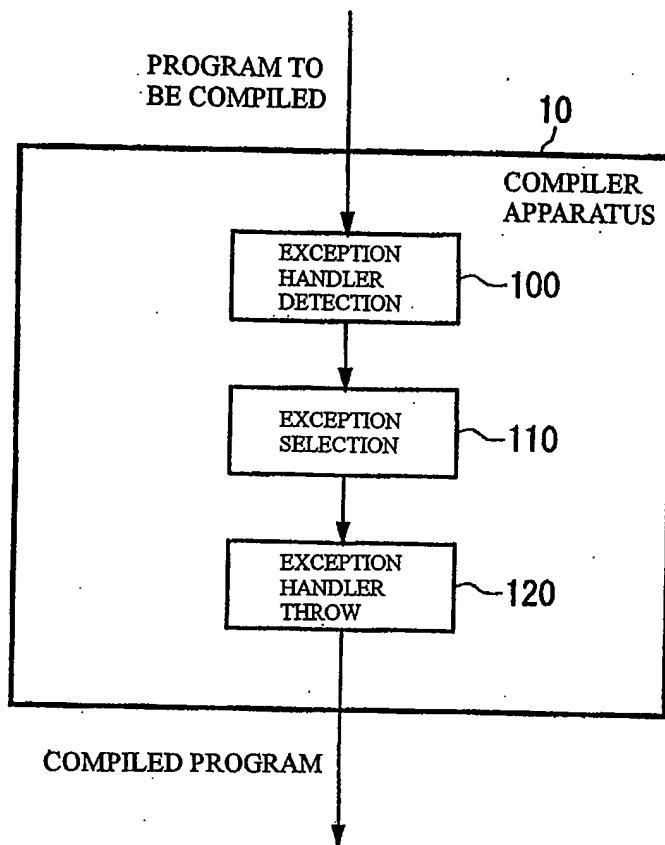 PROGRAM TO
BE COMPILED
10
COMPILER
APPARATUS
EXCEPTION
HANDLER
DETECTION
100
EXCEPTION
SELECTION
110
EXCEPTION
HANDLER
THROW
120
COMPILED PROGRAM